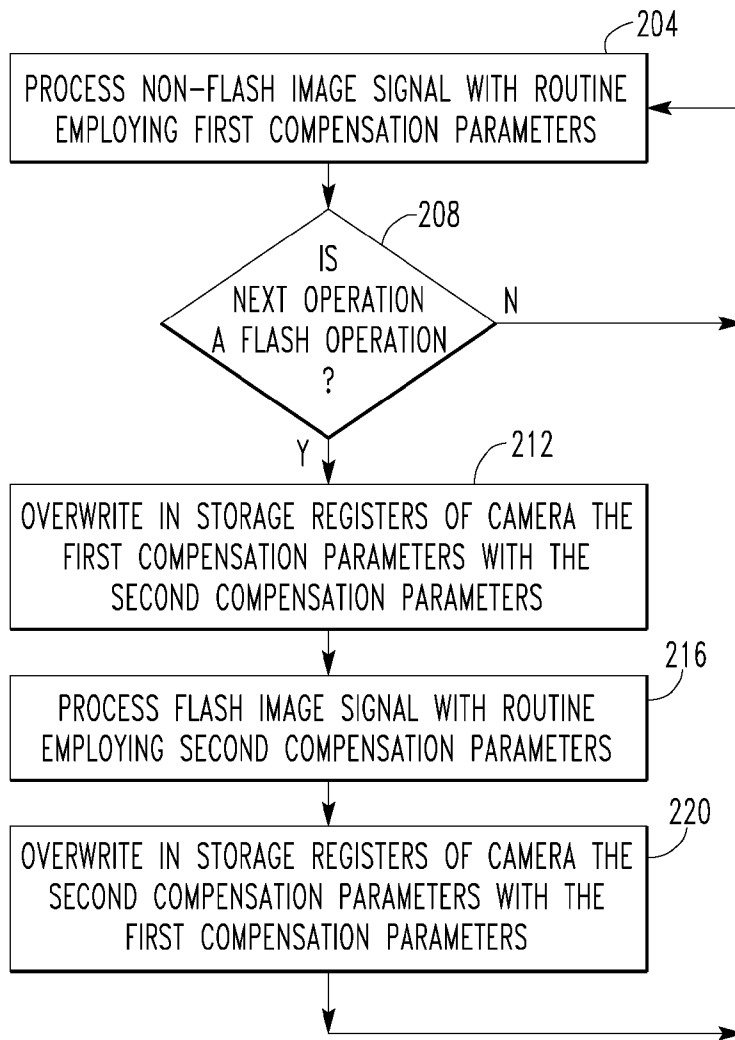 204
PROCESS NON-FLASH IMAGE SIGNAL WITH ROUTINE
EMPLOYING FIRST COMPENSATION PARAMETERS
208
IS
NEXT OPERATION
A FLASH OPERATION
?
N
Y
212
OVERWRITE IN STORAGE REGISTERS OF CAMERA THE
FIRST COMPENSATION PARAMETERS WITH THE
SECOND COMPENSATION PARAMETERS
216
PROCESS FLASH IMAGE SIGNAL WITH ROUTINE
EMPLOYING SECOND COMPENSATION PARAMETERS
220
OVERWRITE IN STORAGE REGISTERS OF CAMERA THE
SECOND COMPENSATION PARAMETERS WITH THE
FIRST COMPENSATION PARAMETERS